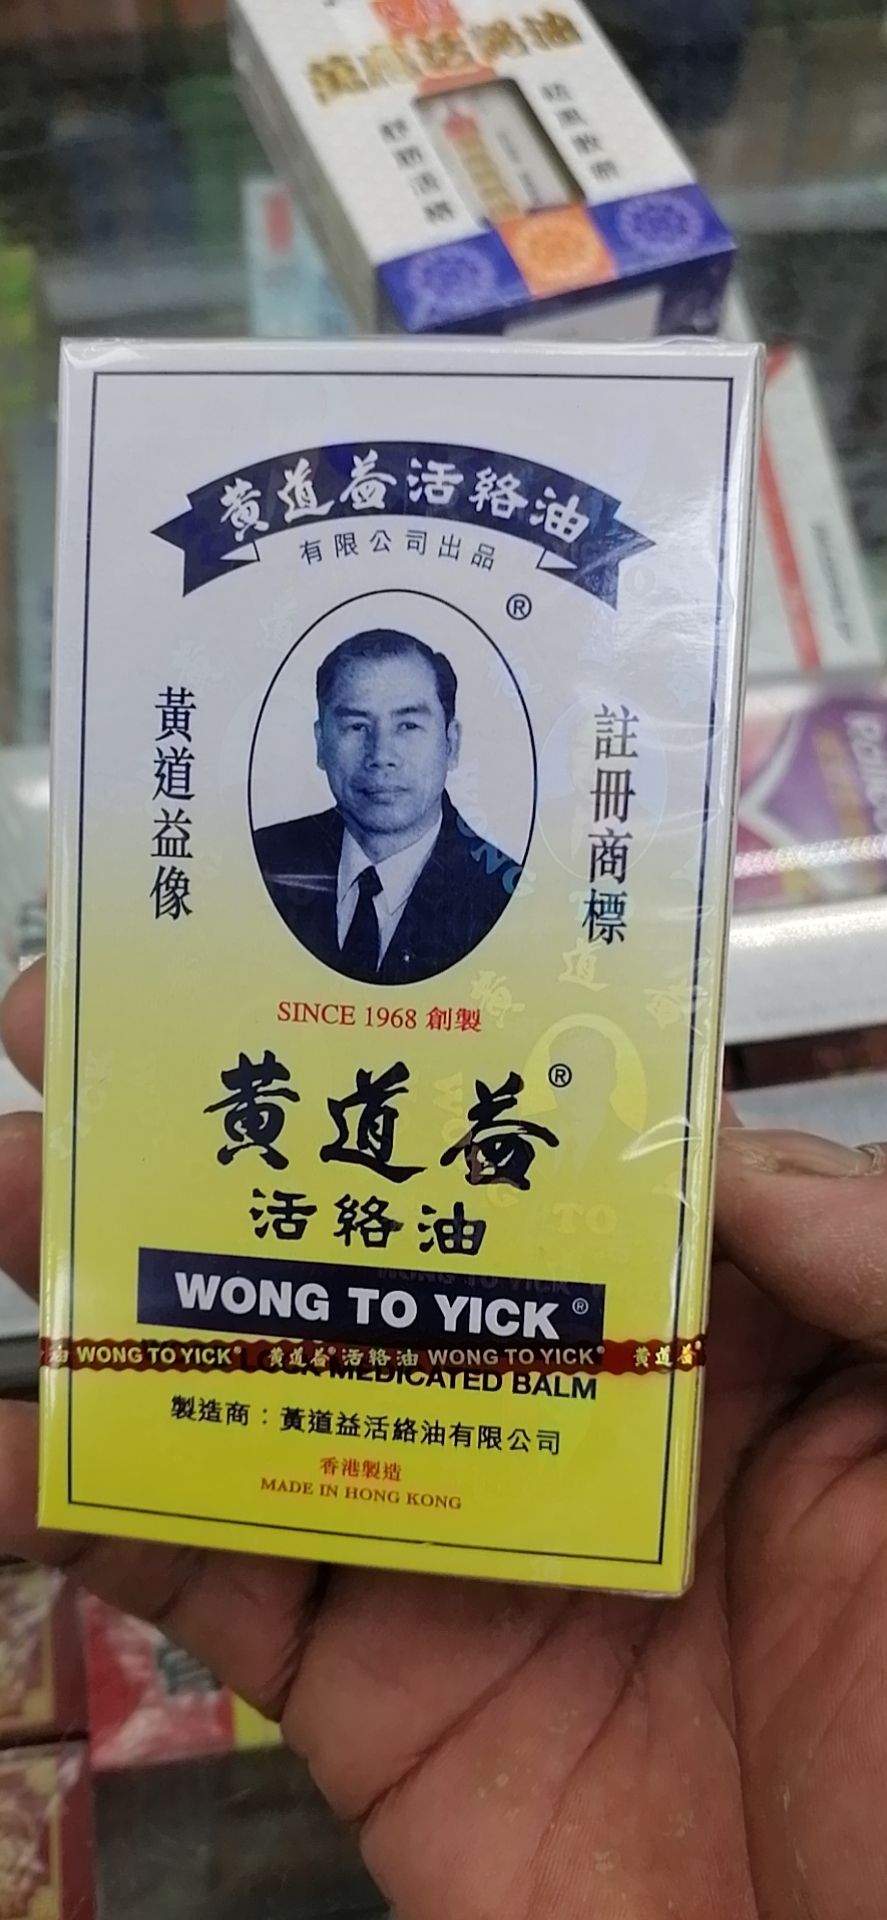 黃道益活絡油
有限公司出品
®
黃道益像
註冊商標
SINCE 1968 創製
黃道益®
活絡油
WONG TO YICK®
油 WONG TO YICK® 黃道益®活絡油 WONG TO YICK® 黃道益®
MEDICATED BALM
製造商：黃道益活絡油有限公司
香港製造
MADE IN HONG KONG